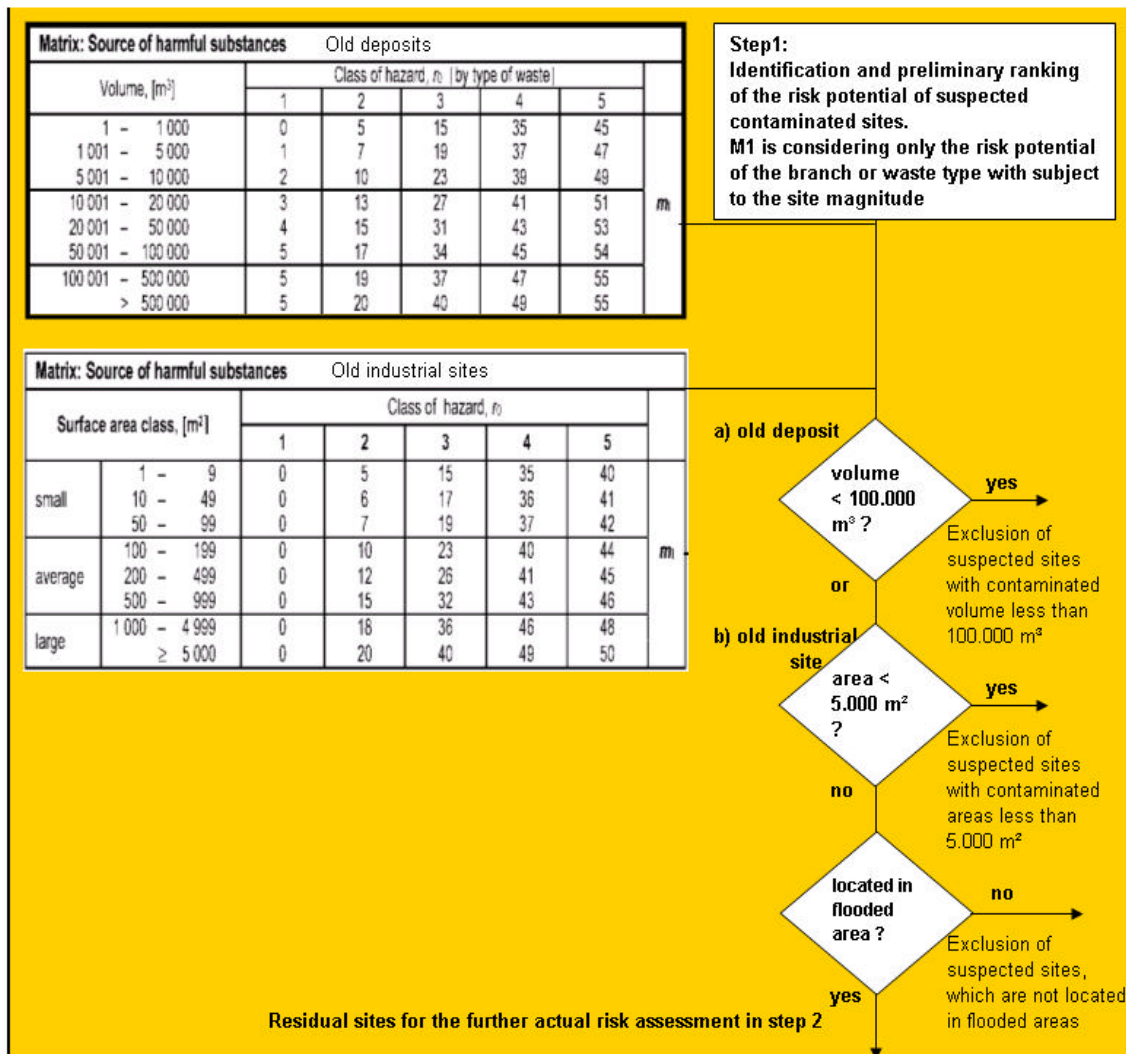 Matrix: Source of harmful substances Old deposits
Volume, [m³]
Class of hazard, r₀ [by type of waste]
1 2 3 4 5
1 – 1 000 0 5 15 35 45
1 001 – 5 000 1 7 19 37 47
5 001 – 10 000 2 10 23 39 49
10 001 – 20 000 3 13 27 41 51
20 001 – 50 000 4 15 31 43 53
50 001 – 100 000 5 17 34 45 54
100 001 – 500 000 5 19 37 47 55
> 500 000 5 20 40 49 55
mI
Step1:
Identification and preliminary ranking
of the risk potential of suspected
contaminated sites.
M1 is considering only the risk potential
of the branch or waste type with subject
to the site magnitude
Matrix: Source of harmful substances Old industrial sites
Surface area class, [m²]
Class of hazard, r₀
1 2 3 4 5
small 1 – 9 0 5 15 35 40
10 – 49 0 6 17 36 41
50 – 99 0 7 19 37 42
average 100 – 199 0 10 23 40 44
200 – 499 0 12 26 41 45
500 – 999 0 15 32 43 46
large 1 000 – 4 999 0 18 36 46 48
≥ 5 000 0 20 40 49 50
mI
a) old deposit
volume
< 100.000
m³ ?
yes
Exclusion of
suspected sites
with contaminated
volume less than
100.000 m³
or
b) old industrial
site
area <
5.000 m²
?
yes
Exclusion of
suspected sites
with contaminated
areas less than
5.000 m²
no
located in
flooded
area ?
no
Exclusion of
suspected sites,
which are not located
in flooded areas
yes
Residual sites for the further actual risk assessment in step 2